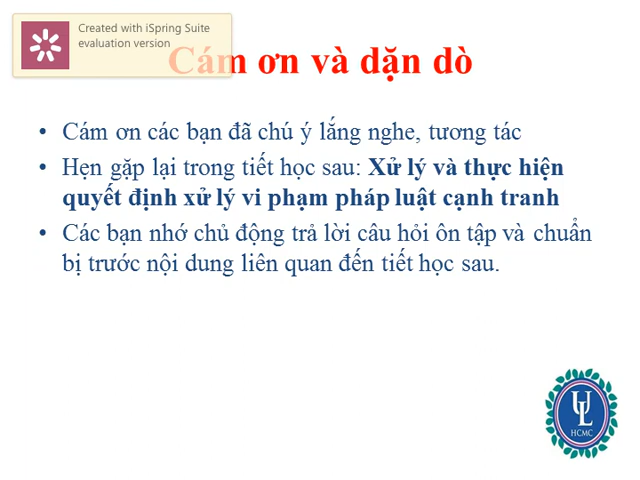 Created with iSpring Suite
evaluation version
Cám ơn và dặn dò
• Cám ơn các bạn đã chú ý lắng nghe, tương tác
• Hẹn gặp lại trong tiết học sau: Xử lý và thực hiện
quyết định xử lý vi phạm pháp luật cạnh tranh
• Các bạn nhớ chủ động trả lời câu hỏi ôn tập và chuẩn
bị trước nội dung liên quan đến tiết học sau.
UL
HCMC